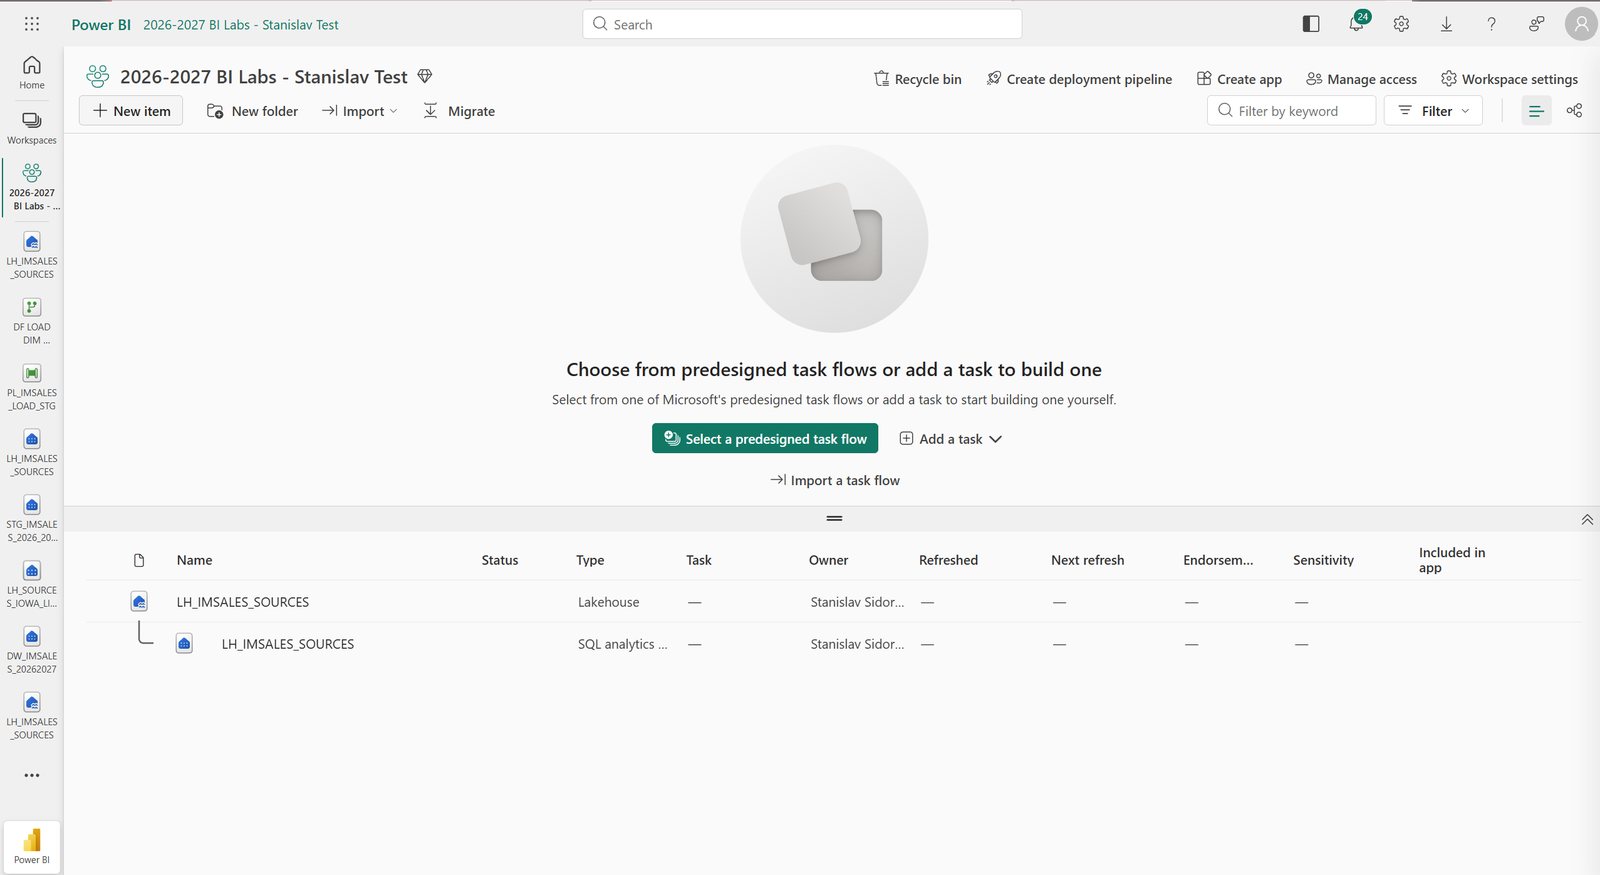 Power BI
2026-2027 BI Labs - Stanislav Test
Search
24
Home
Workspaces
2026-2027
BI Labs - ...
LH_IMSALES
_SOURCES
DF LOAD
DIM ...
PL_IMSALES
_LOAD_STG
LH_IMSALES
_SOURCES
STG_IMSALE
S_2026_20...
LH_SOURCE
S_IOWA_LI...
DW_IMSALE
S_20262027
LH_IMSALES
_SOURCES
Power BI
2026-2027 BI Labs - Stanislav Test
Recycle bin
Create deployment pipeline
Create app
Manage access
Workspace settings
New item
New folder
Import
Migrate
Filter by keyword
Filter
Choose from predesigned task flows or add a task to build one
Select from one of Microsoft's predesigned task flows or add a task to start building one yourself.
Select a predesigned task flow
Add a task
Import a task flow
Name Status Type Task Owner Refreshed Next refresh Endorsem... Sensitivity Included in
app
LH_IMSALES_SOURCES Lakehouse — Stanislav Sidor... — — — —
LH_IMSALES_SOURCES SQL analytics ... — Stanislav Sidor... — — — —